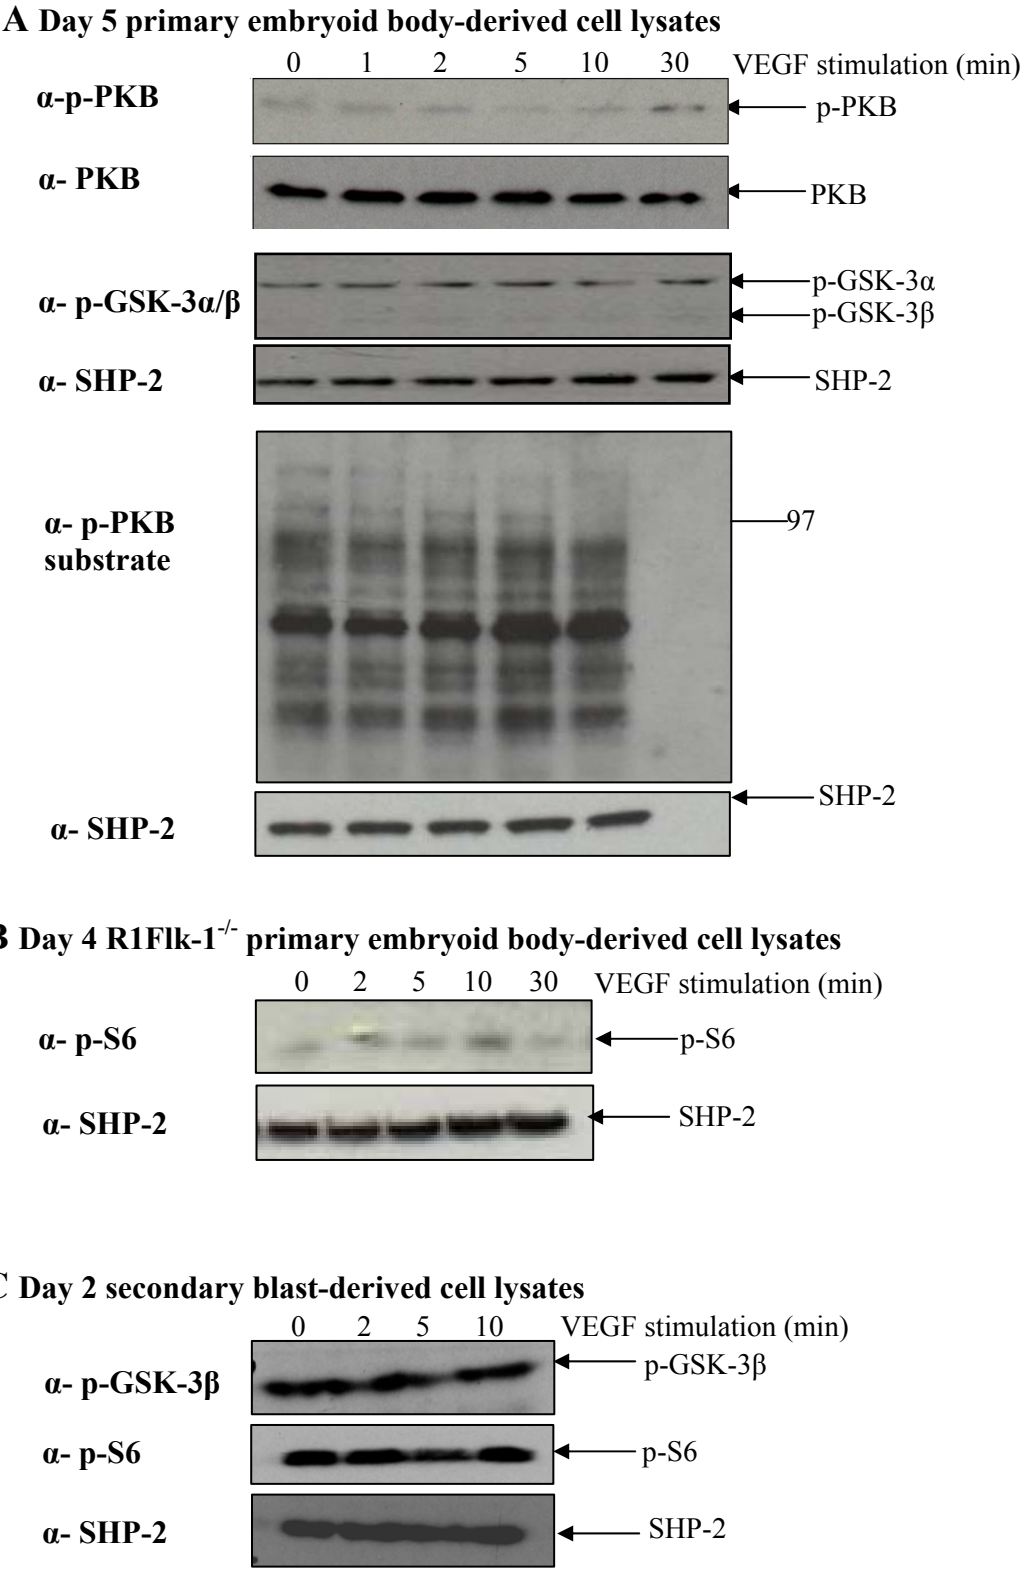 A Day 5 primary embryoid body-derived cell lysates
0 1 2 5 10 30 VEGF stimulation (min)
α-p-PKB
p-PKB
α- PKB
PKB
α- p-GSK-3α/β
p-GSK-3α
p-GSK-3β
α- SHP-2
SHP-2
α- p-PKB
substrate
97
SHP-2
α- SHP-2
B Day 4 R1Flk-1-/- primary embryoid body-derived cell lysates
0 2 5 10 30 VEGF stimulation (min)
α- p-S6
p-S6
α- SHP-2
SHP-2
C Day 2 secondary blast-derived cell lysates
0 2 5 10 VEGF stimulation (min)
α- p-GSK-3β
p-GSK-3β
α- p-S6
p-S6
α- SHP-2
SHP-2